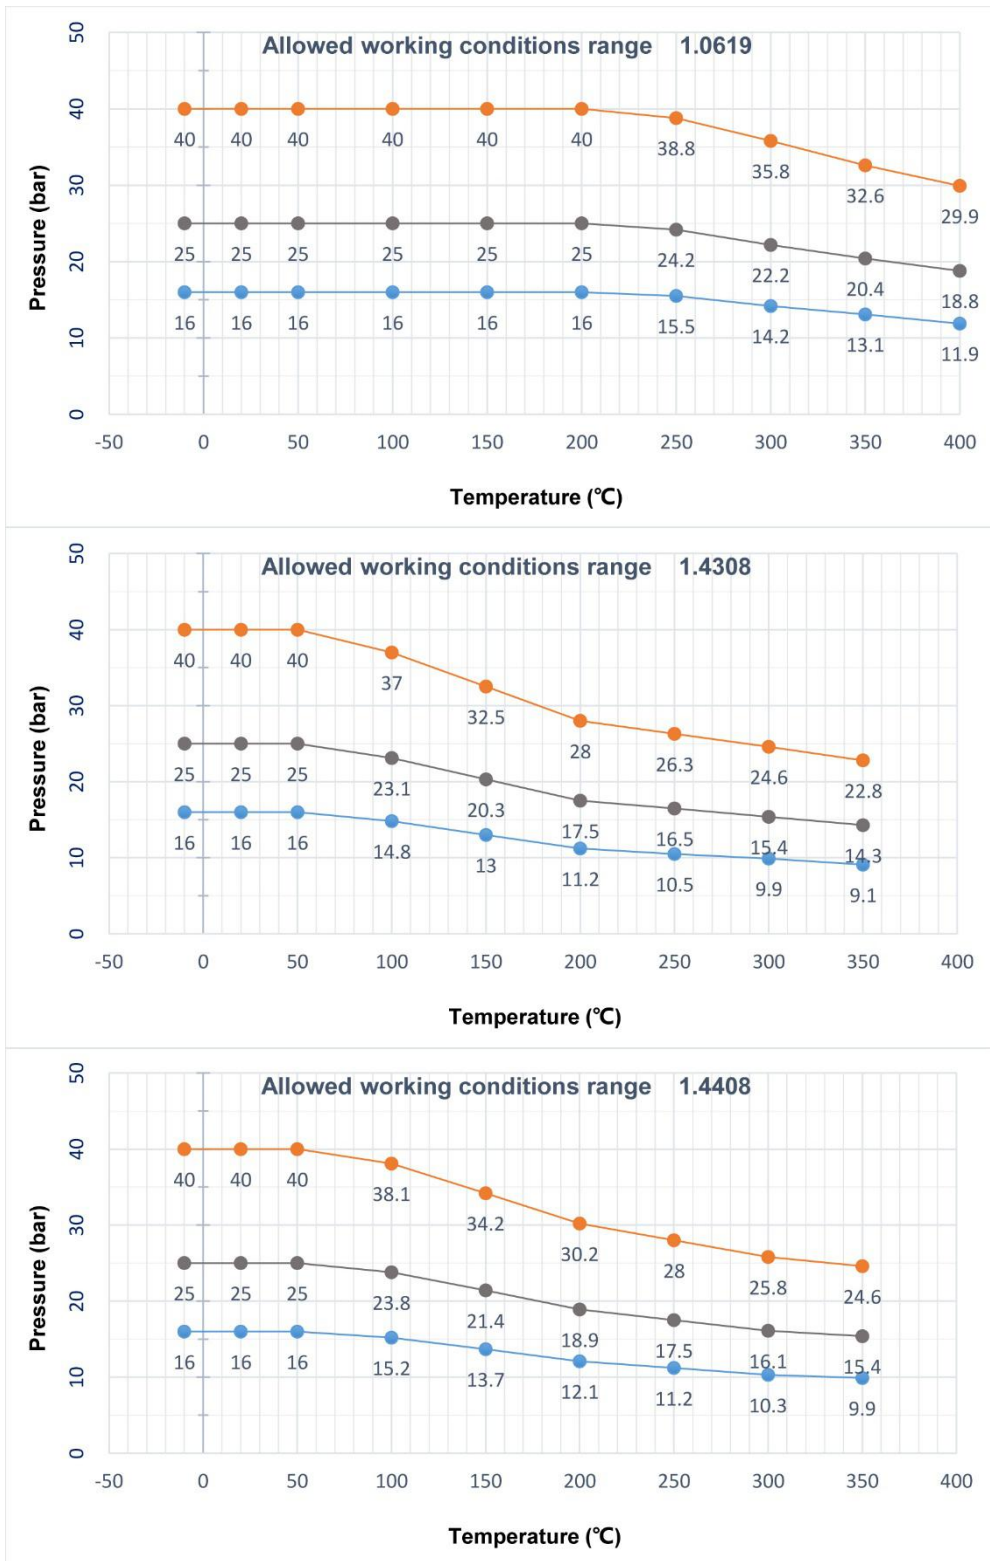 50
Allowed working conditions range 1.0619
40
40 40 40 40 40 40 38.8 35.8 32.6 29.9
30
25 25 25 25 25 25 24.2 22.2 20.4 18.8
20
16 16 16 16 16 16 15.5 14.2 13.1 11.9
10
0
Pressure (bar)
-50 0 50 100 150 200 250 300 350 400
Temperature (℃)
50
Allowed working conditions range 1.4308
40
40 40 40 37 32.5 28 26.3 24.6 22.8
30
25 25 25 23.1 20.3 17.5 16.5 15.4 14.3
20
16 16 16 14.8 13 11.2 10.5 9.9 9.1
10
0
Pressure (bar)
-50 0 50 100 150 200 250 300 350 400
Temperature (℃)
50
Allowed working conditions range 1.4408
40
40 40 40 38.1 34.2 30.2 28 25.8 24.6
30
25 25 25 23.8 21.4 18.9 17.5 16.1 15.4
20
16 16 16 15.2 13.7 12.1 11.2 10.3 9.9
10
0
Pressure (bar)
-50 0 50 100 150 200 250 300 350 400
Temperature (℃)